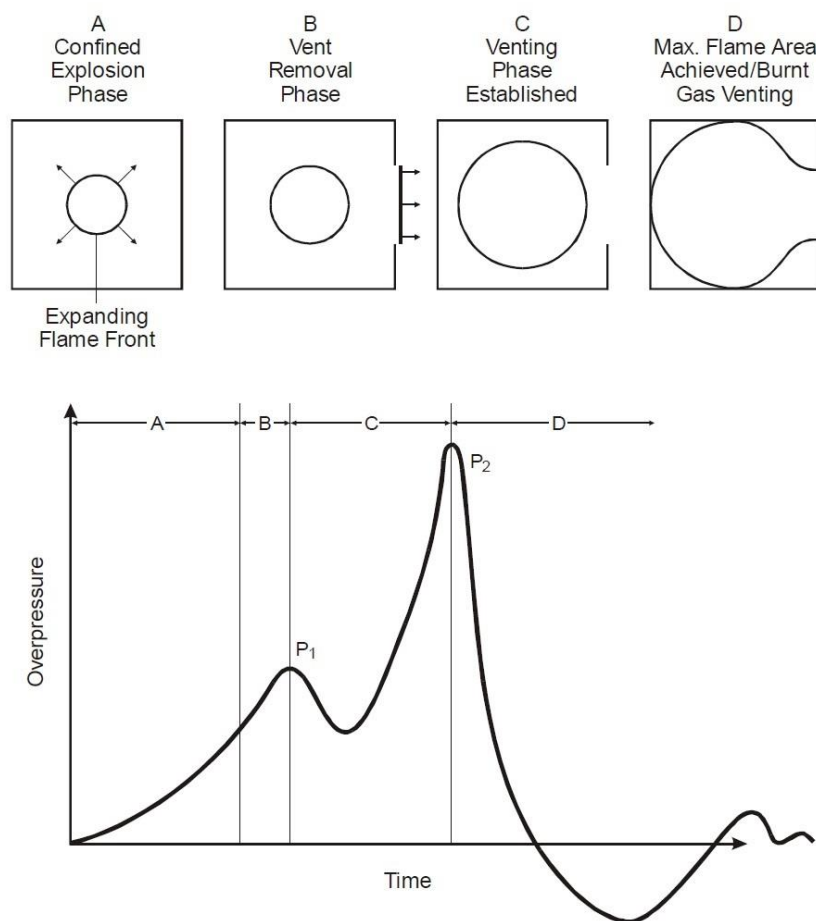 A
Confined
Explosion
Phase
B
Vent
Removal
Phase
C
Venting
Phase
Established
D
Max. Flame Area
Achieved/Burnt
Gas Venting
Expanding
Flame Front
A
B
C
D
P₂
P₁
Overpressure
Time